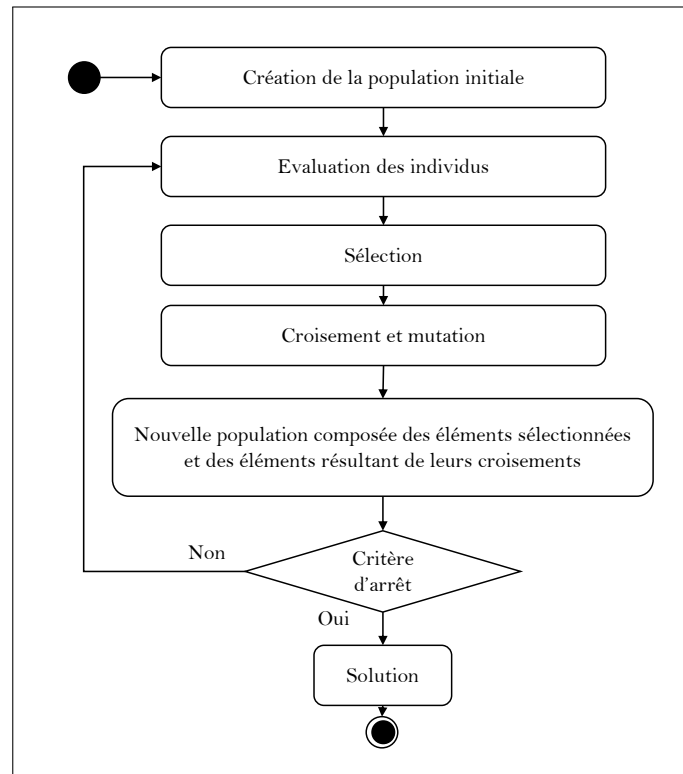 Création de la population initiale
Evaluation des individus
Sélection
Croisement et mutation
Nouvelle population composée des éléments sélectionnées
et des éléments résultant de leurs croisements
Non
Critère
d'arrêt
Oui
Solution